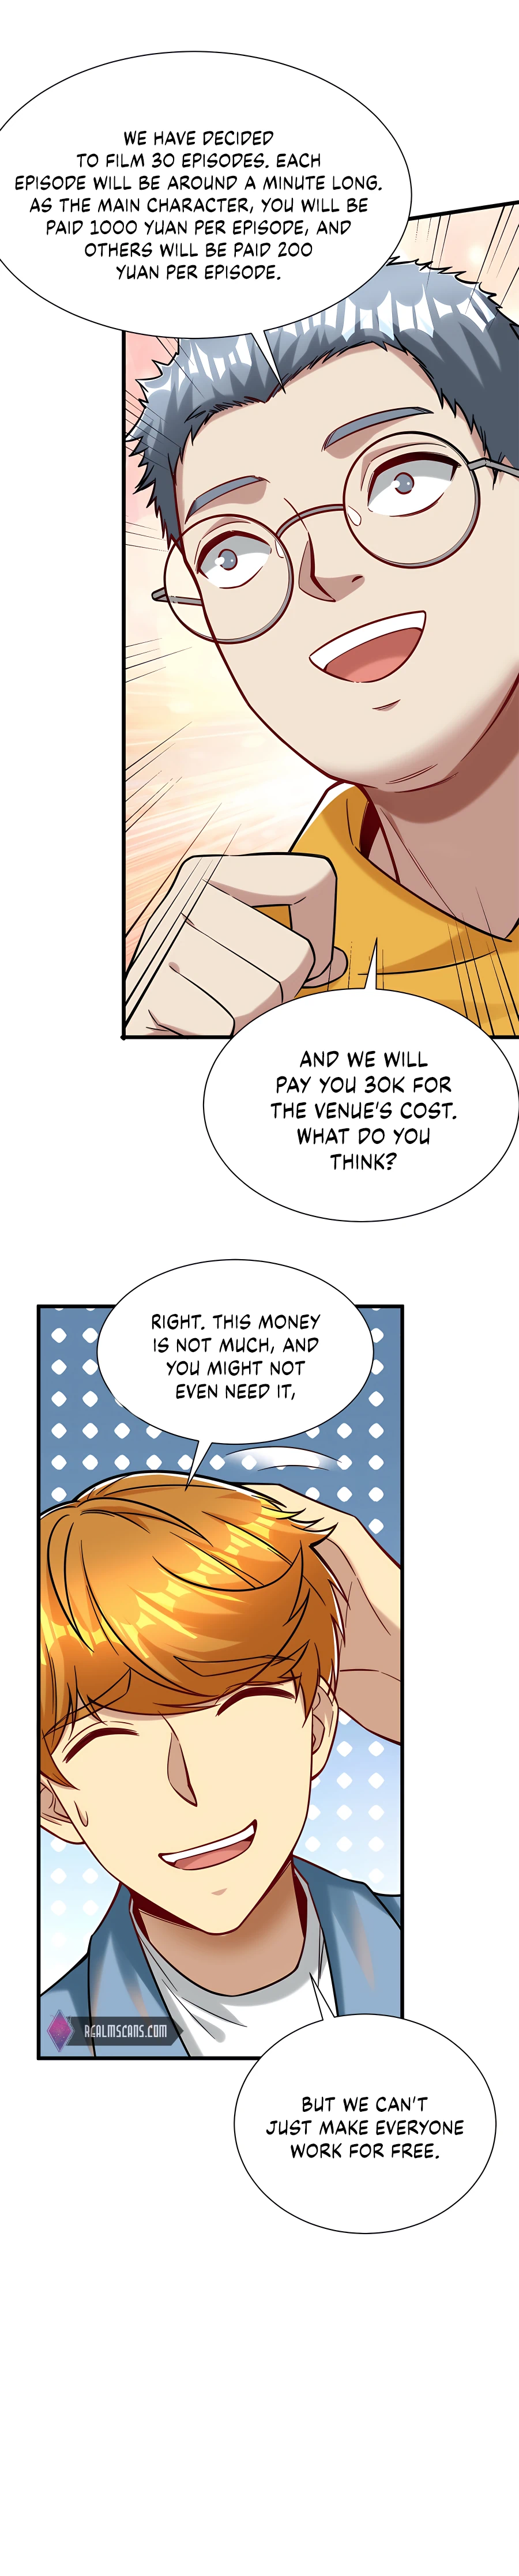 WE HAVE DECIDED
TO FILM 30 EPISODES. EACH
EPISODE WILL BE AROUND A MINUTE LONG.
AS THE MAIN CHARACTER, YOU WILL BE
PAID 1000 YUAN PER EPISODE, AND
OTHERS WILL BE PAID 200
YUAN PER EPISODE.
AND WE WILL
PAY YOU 30K FOR
THE VENUE'S COST.
WHAT DO YOU
THINK?
RIGHT. THIS MONEY
IS NOT MUCH, AND
YOU MIGHT NOT
EVEN NEED IT,
REALMSCANS.COM
BUT WE CAN'T
JUST MAKE EVERYONE
WORK FOR FREE.